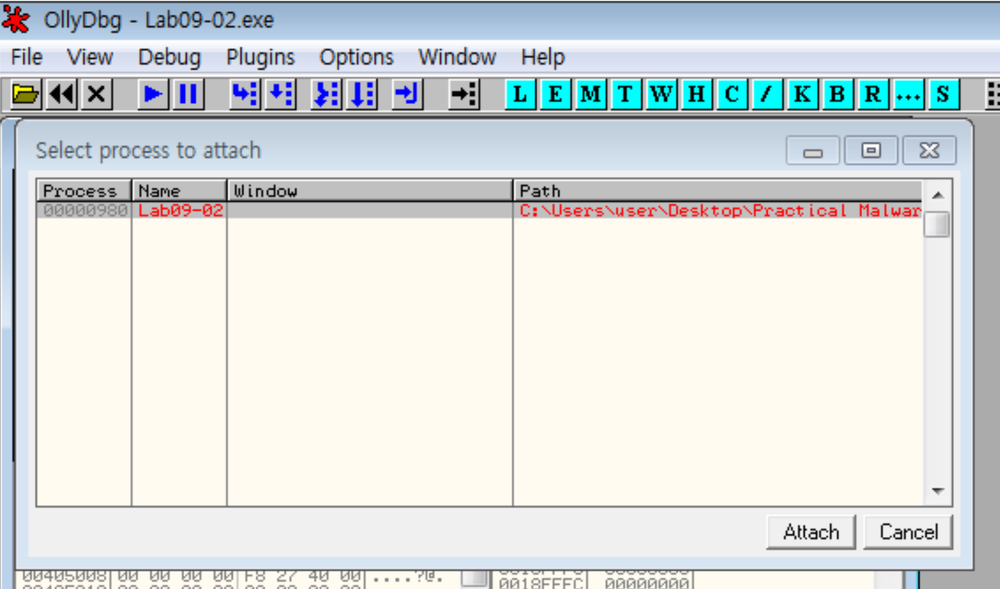 OllyDbg - Lab09-02.exe
File View Debug Plugins Options Window Help
L E M T W H C / K B R ... S
Select process to attach
Process Name Window Path
00000980 Lab09-02 C:\Users\user\Desktop\Practical Malwar
Attach Cancel
00405008 00 00 00 00 F8 27 40 00 ....?@.
0018FFFC 00000000